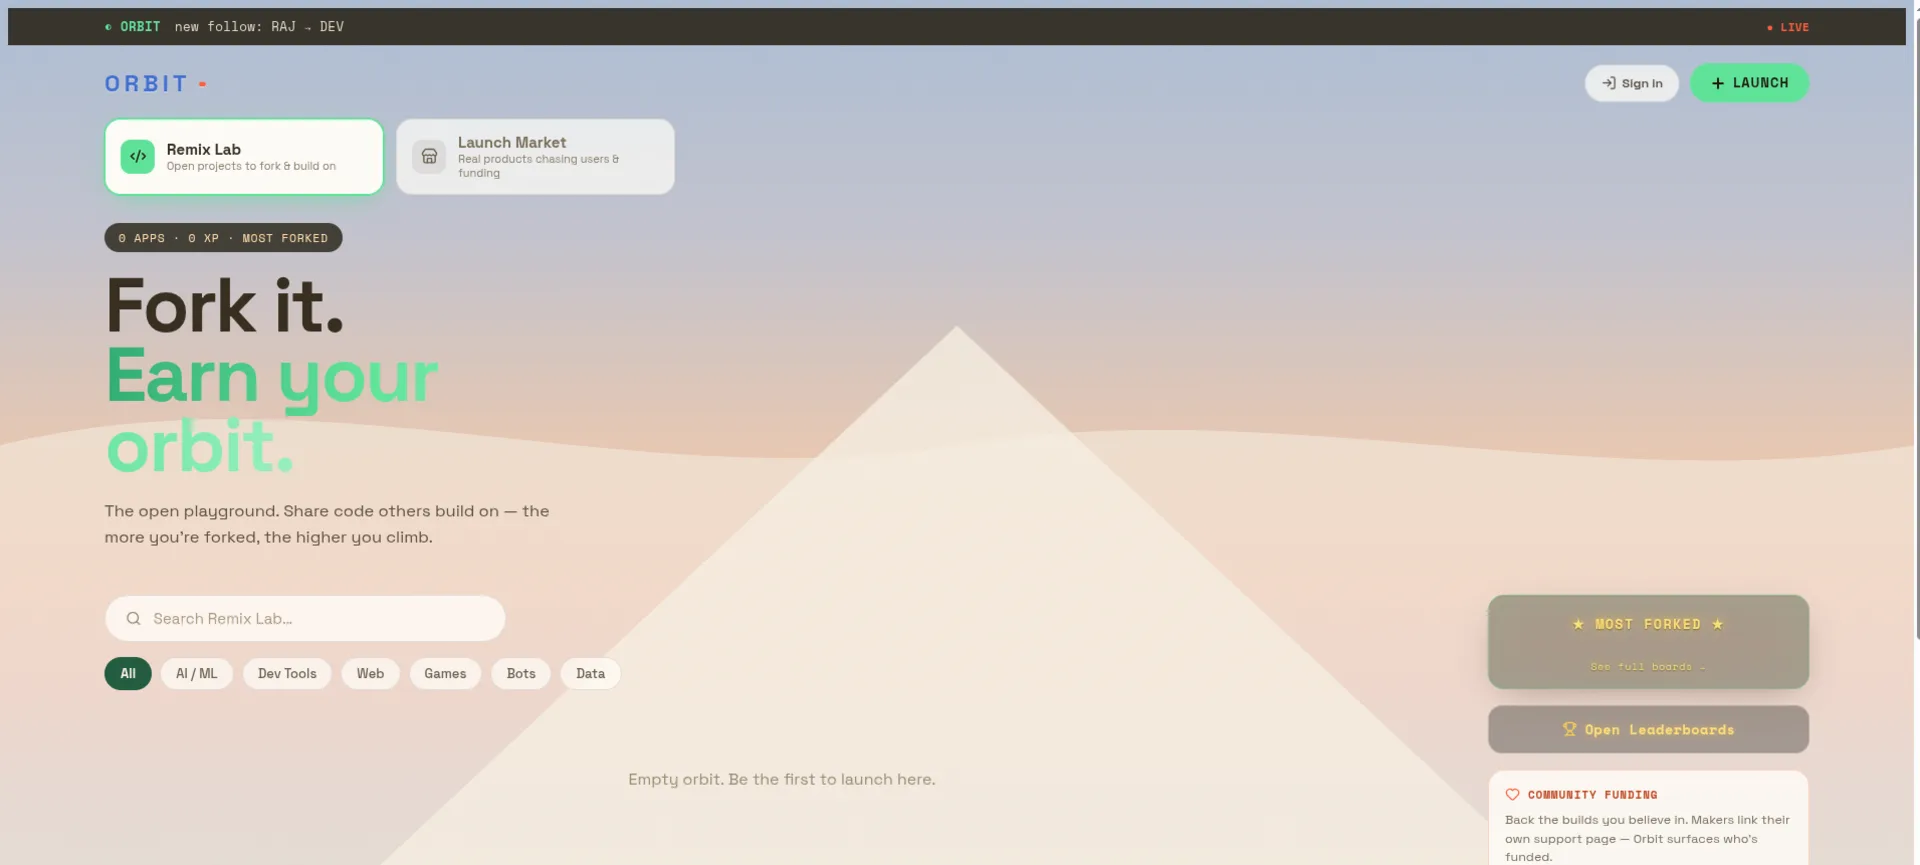 ORBIT new follow: RAJ → DEV
● LIVE
ORBIT
Sign in
+ LAUNCH
Remix Lab
Open projects to fork & build on
Launch Market
Real products chasing users &
funding
0 APPS · 0 XP · MOST FORKED
Fork it.
Earn your
orbit.
The open playground. Share code others build on — the
more you're forked, the higher you climb.
Search Remix Lab...
All
AI / ML
Dev Tools
Web
Games
Bots
Data
★ MOST FORKED ★
See full boards →
Open Leaderboards
Empty orbit. Be the first to launch here.
COMMUNITY FUNDING
Back the builds you believe in. Makers link their
own support page — Orbit surfaces who's
funded.